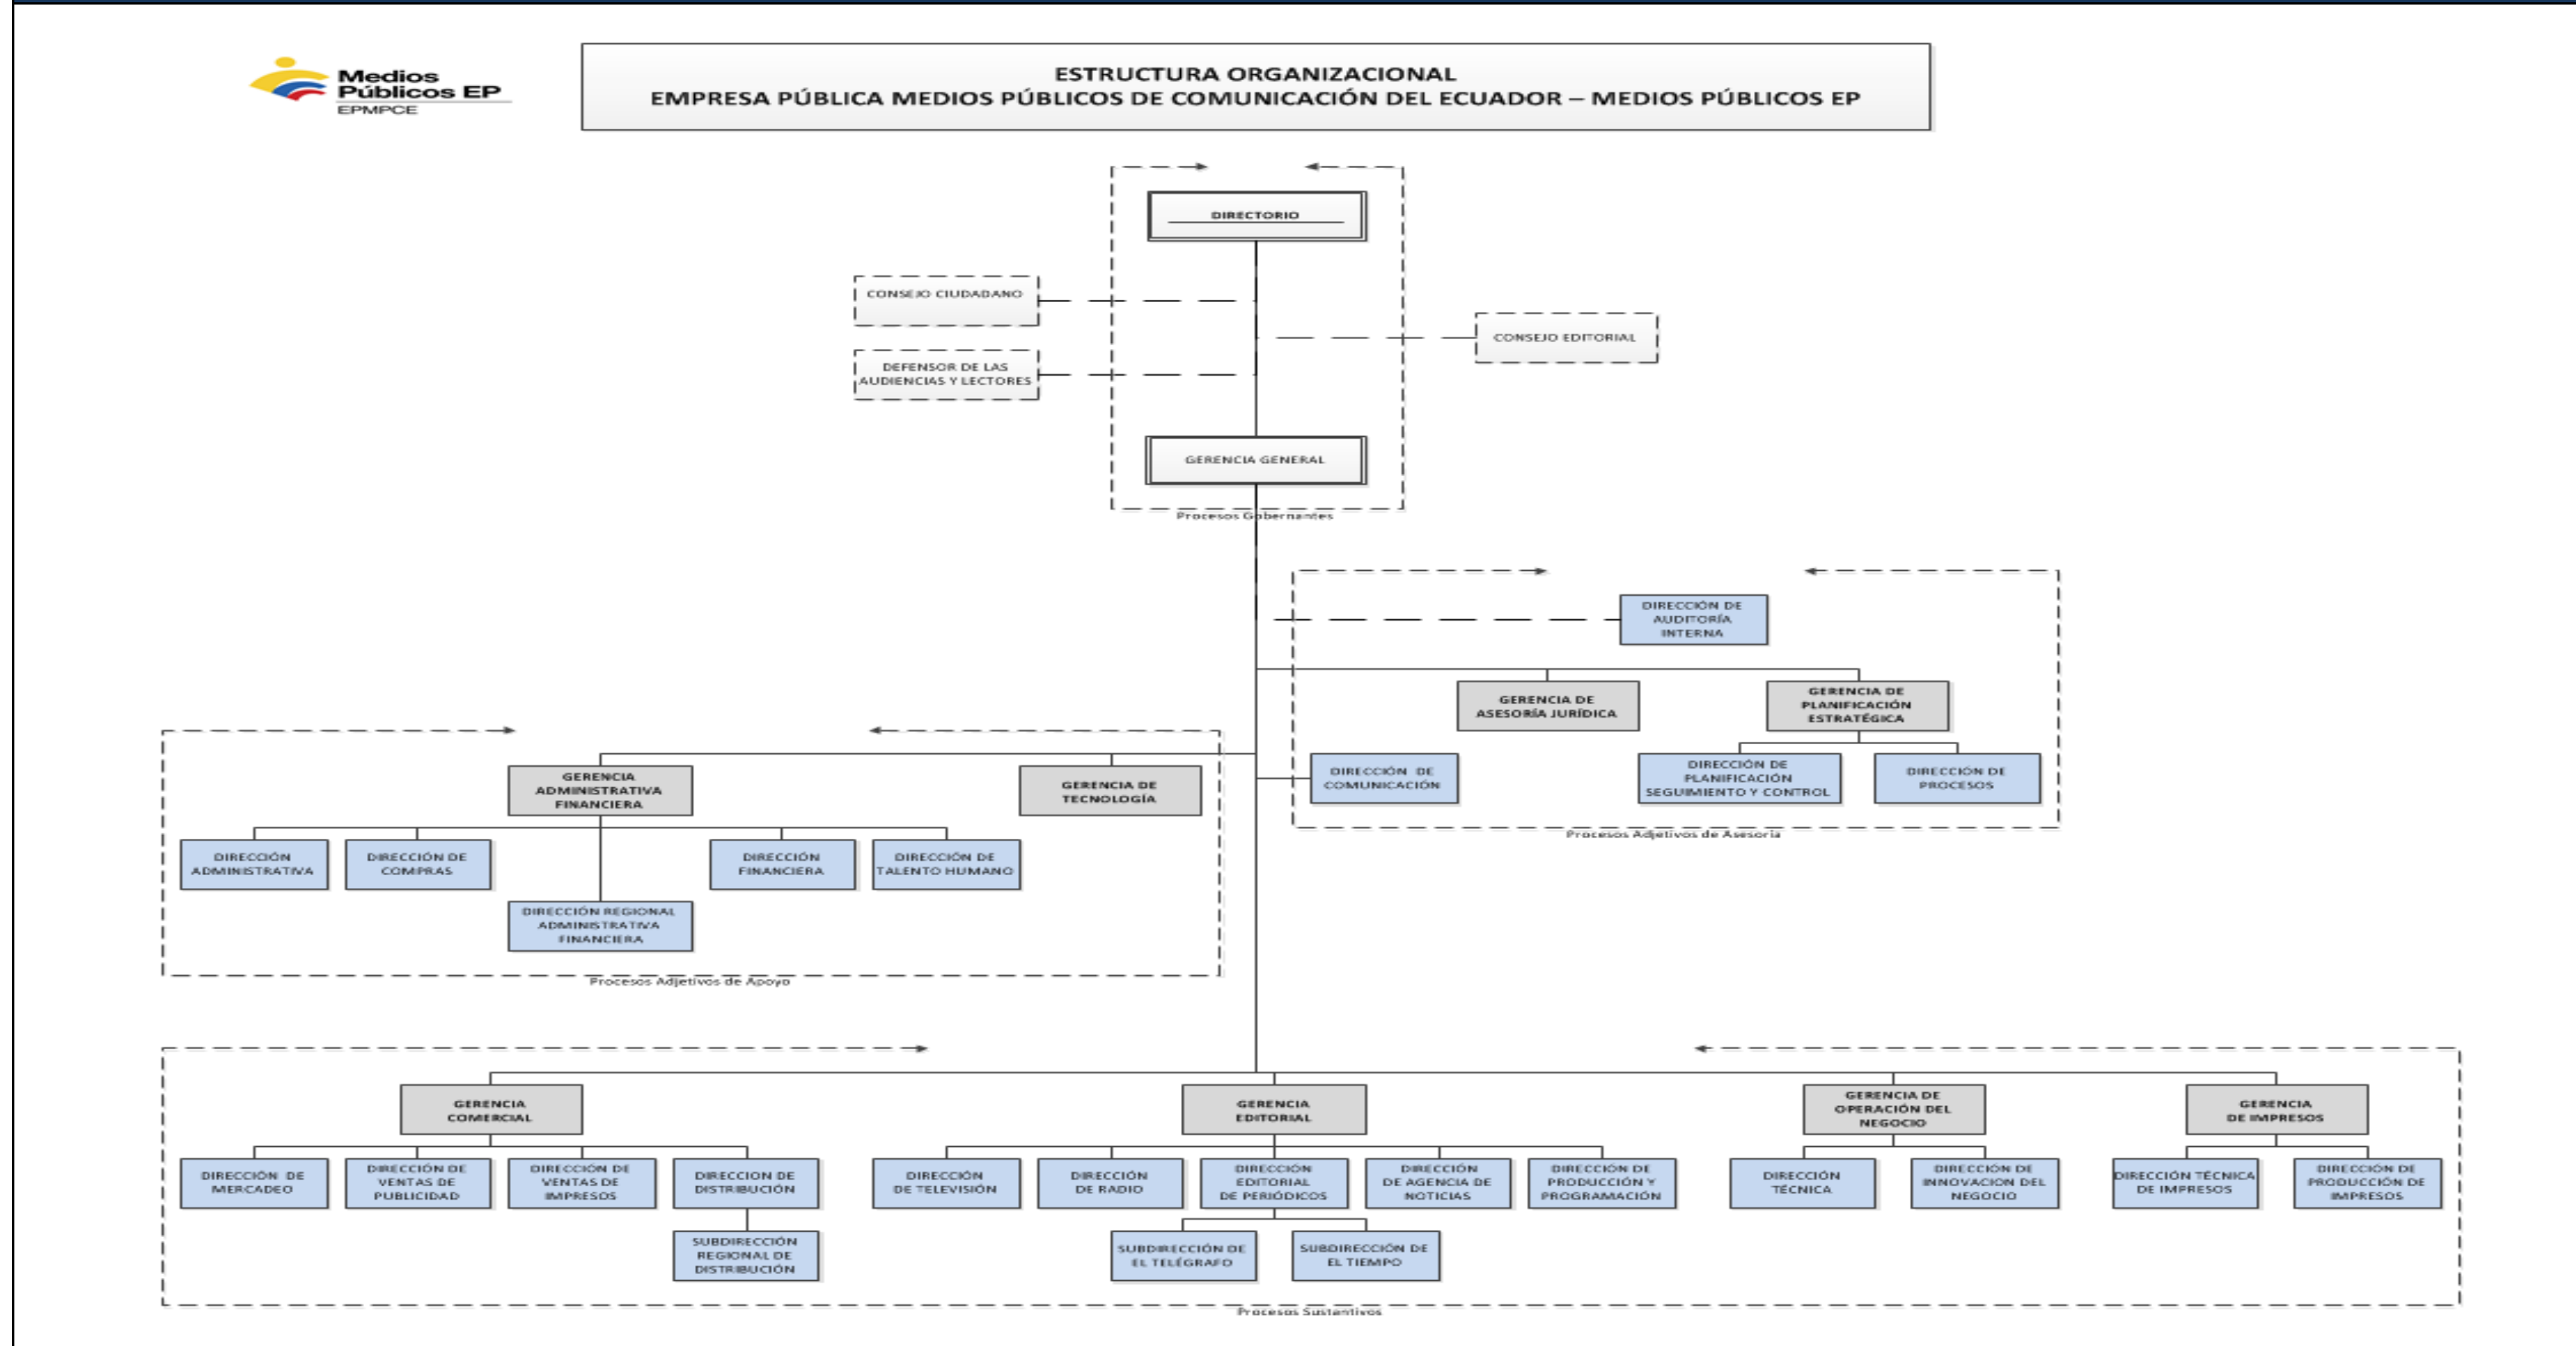 Medios
Públicos EP
EPMPCE
ESTRUCTURA ORGANIZACIONAL
EMPRESA PÚBLICA MEDIOS PÚBLICOS DE COMUNICACIÓN DEL ECUADOR – MEDIOS PÚBLICOS EP
DIRECTORIO
CONSEJO CIUDADANO
CONSEJO EDITORIAL
DEFENSOR DE LAS
AUDIENCIAS Y LECTORES
GERENCIA GENERAL
Procesos Gobernantes
DIRECCIÓN DE
AUDITORÍA
INTERNA
GERENCIA DE
ASESORÍA JURÍDICA
GERENCIA DE
PLANIFICACIÓN
ESTRATÉGICA
DIRECCIÓN DE
COMUNICACIÓN
DIRECCIÓN DE
PLANIFICACIÓN
SEGUIMIENTO Y CONTROL
DIRECCIÓN DE
PROCESOS
Procesos Adjetivos de Asesoría
GERENCIA
ADMINISTRATIVA
FINANCIERA
GERENCIA DE
TECNOLOGÍA
DIRECCIÓN
ADMINISTRATIVA
DIRECCIÓN DE
COMPRAS
DIRECCIÓN
FINANCIERA
DIRECCIÓN DE
TALENTO HUMANO
DIRECCIÓN REGIONAL
ADMINISTRATIVA
FINANCIERA
Procesos Adjetivos de Apoyo
GERENCIA
COMERCIAL
GERENCIA
EDITORIAL
GERENCIA DE
OPERACIÓN DEL
NEGOCIO
GERENCIA
DE IMPRESOS
DIRECCIÓN DE
MERCADEO
DIRECCIÓN DE
VENTAS DE
PUBLICIDAD
DIRECCIÓN DE
VENTAS DE
IMPRESOS
DIRECCION DE
DISTRIBUCIÓN
DIRECCIÓN
DE TELEVISIÓN
DIRECCIÓN
DE RADIO
DIRECCIÓN
EDITORIAL
DE PERIÓDICOS
DIRECCIÓN
DE AGENCIA DE
NOTICIAS
DIRECCIÓN DE
PRODUCCIÓN Y
PROGRAMACIÓN
DIRECCIÓN
TÉCNICA
DIRECCIÓN DE
INNOVACION DEL
NEGOCIO
DIRECCIÓN TÉCNICA
DE IMPRESOS
DIRECCIÓN DE
PRODUCCIÓN DE
IMPRESOS
SUBDIRECCIÓN
REGIONAL DE
DISTRIBUCIÓN
SUBDIRECCIÓN DE
EL TELÉGRAFO
SUBDIRECCIÓN DE
EL TIEMPO
Procesos Sustantivos